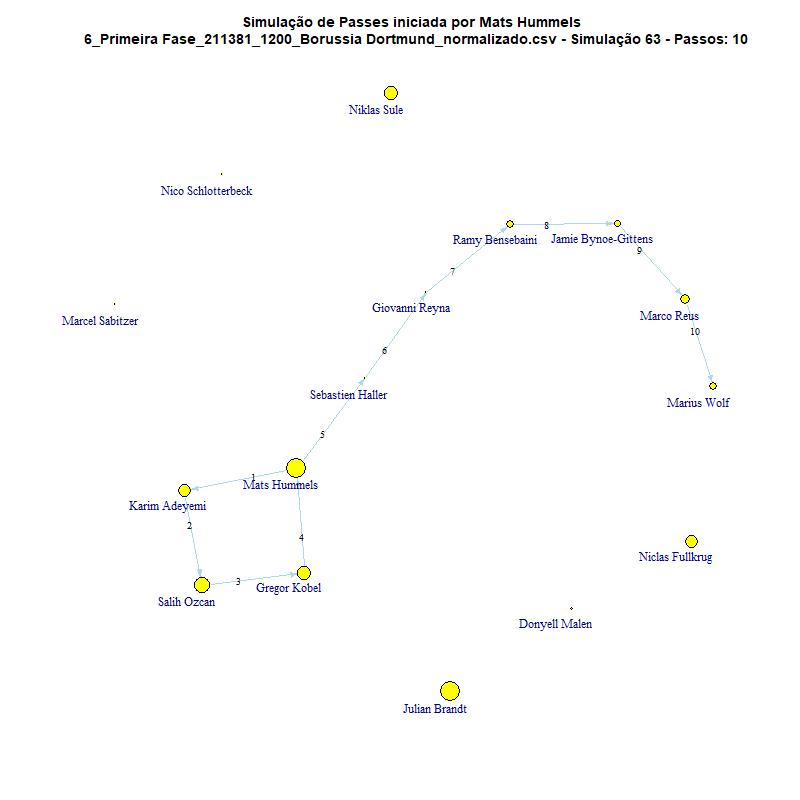 Simulação de Passes iniciada por Mats Hummels
6_Primeira Fase_211381_1200_Borussia Dortmund_normalizado.csv - Simulação 63 - Passos: 10
Niklas Sule
Nico Schlotterbeck
8
Ramy Bensebaini
Jamie Bynoe-Gittens
9
7
Giovanni Reyna
Marco Reus
Marcel Sabitzer
10
6
Sebastien Haller
Marius Wolf
5
1
Mats Hummels
Karim Adeyemi
2
4
Niclas Fullkrug
3
Gregor Kobel
Salih Ozcan
Donyell Malen
Julian Brandt